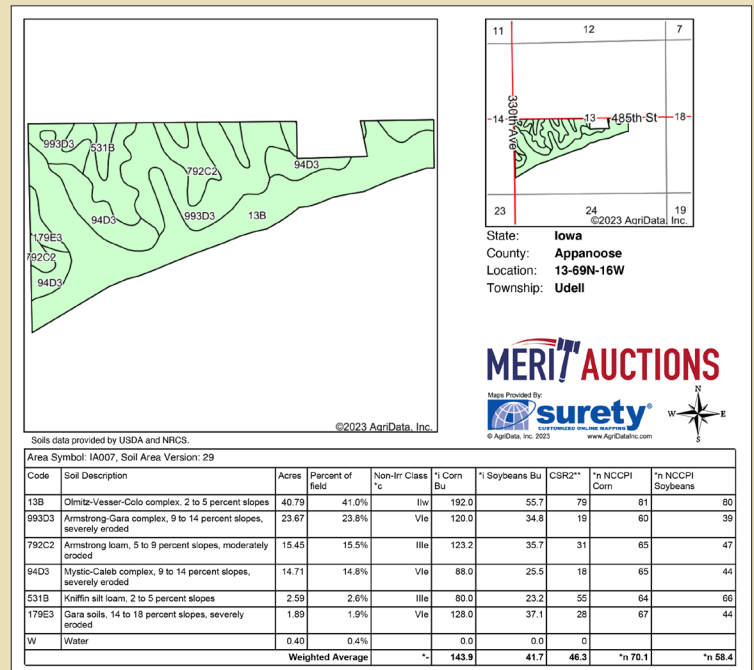 993D3
531B
792C2
94D3
94D3
993D3
13B
179E3
792C2
94D3
©2023 AgriData, Inc.
Soils data provided by USDA and NRCS.
11 12 7
330th Ave
14 13 485th St 18
23 24 19
©2023 AgriData, Inc.
State: Iowa
County: Appanoose
Location: 13-69N-16W
Township: Udell
MERIT AUCTIONS
Maps Provided By:
surety®
CUSTOMIZED ONLINE MAPPING
© AgriData, Inc. 2023 www.AgriDataInc.com
N
W E
S
Area Symbol: IA007, Soil Area Version: 29
Code Soil Description Acres Percent of field Non-Irr Class *c *i Corn Bu *i Soybeans Bu CSR2** *n NCCPI Corn *n NCCPI Soybeans
13B Olmitz-Vesser-Colo complex, 2 to 5 percent slopes 40.79 41.0% IIw 192.0 55.7 79 81 80
993D3 Armstrong-Gara complex, 9 to 14 percent slopes, severely eroded 23.67 23.8% VIe 120.0 34.8 19 60 39
792C2 Armstrong loam, 5 to 9 percent slopes, moderately eroded 15.45 15.5% IIIe 123.2 35.7 31 65 47
94D3 Mystic-Caleb complex, 9 to 14 percent slopes, severely eroded 14.71 14.8% VIe 88.0 25.5 18 65 44
531B Kniffin silt loam, 2 to 5 percent slopes 2.59 2.6% IIIe 80.0 23.2 55 64 66
179E3 Gara soils, 14 to 18 percent slopes, severely eroded 1.89 1.9% VIe 128.0 37.1 28 67 44
W Water 0.40 0.4% 0.0 0.0 0
Weighted Average *- 143.9 41.7 46.3 *n 70.1 *n 58.4